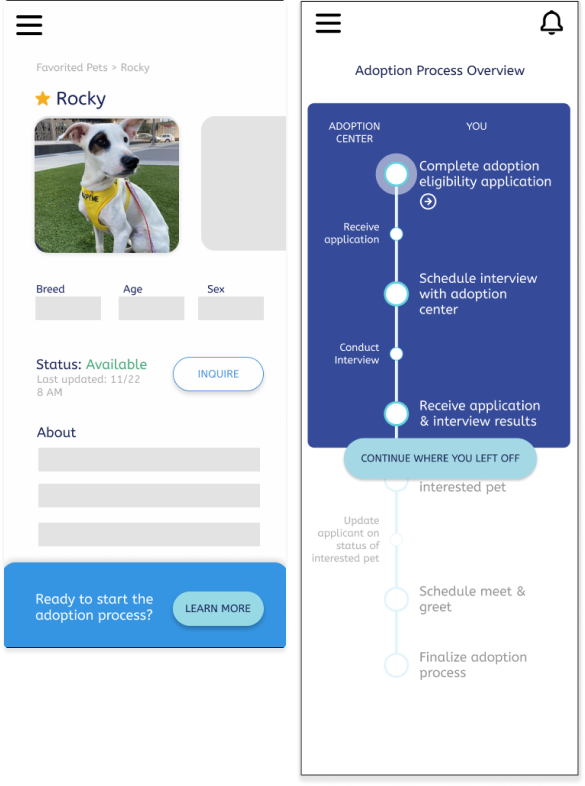 Favorited Pets > Rocky
Rocky
ADOPT ME
Breed
Age
Sex
Status: Available
Last updated: 11/22
8 AM
INQUIRE
About
Ready to start the
adoption process?
LEARN MORE
Adoption Process Overview
ADOPTION
CENTER
YOU
Complete adoption
eligibility application
Receive
application
Schedule interview
with adoption
center
Conduct
Interview
Receive application
& interview results
CONTINUE WHERE YOU LEFT OFF
interested pet
Update
applicant on
status of
interested pet
Schedule meet &
greet
Finalize adoption
process